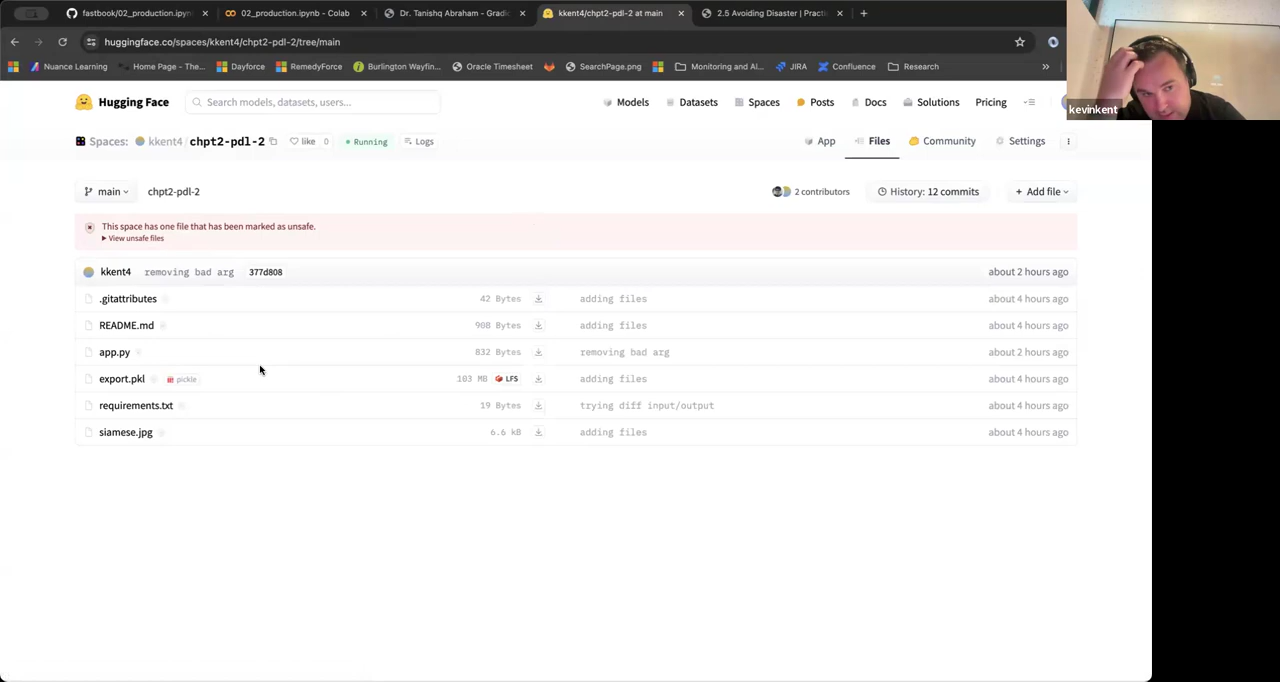 fastbook/02_production.ipyn
02_production.ipynb - Colab
Dr. Tanishq Abraham - Gradio
kkent4/chpt2-pdl-2 at main
2.5 Avoiding Disaster | Practi
huggingface.co/spaces/kkent4/chpt2-pdl-2/tree/main
Nuance Learning
Home Page - The...
Dayforce
RemedyForce
Burlington Wayfin...
Oracle Timesheet
SearchPage.png
Monitoring and Al...
JIRA
Confluence
Research
kevinkent
Hugging Face
Search models, datasets, users...
Models
Datasets
Spaces
Posts
Docs
Solutions
Pricing
Spaces: kkent4/chpt2-pdl-2
like 0
Running
Logs
App
Files
Community
Settings
main
chpt2-pdl-2
2 contributors
History: 12 commits
+ Add file
This space has one file that has been marked as unsafe.
View unsafe files
kkent4 removing bad arg 377d808 about 2 hours ago
.gitattributes 42 Bytes adding files about 4 hours ago
README.md 908 Bytes adding files about 4 hours ago
app.py 832 Bytes removing bad arg about 2 hours ago
export.pkl pickle 103 MB LFS adding files about 4 hours ago
requirements.txt 19 Bytes trying diff input/output about 4 hours ago
siamese.jpg 6.6 kB adding files about 4 hours ago